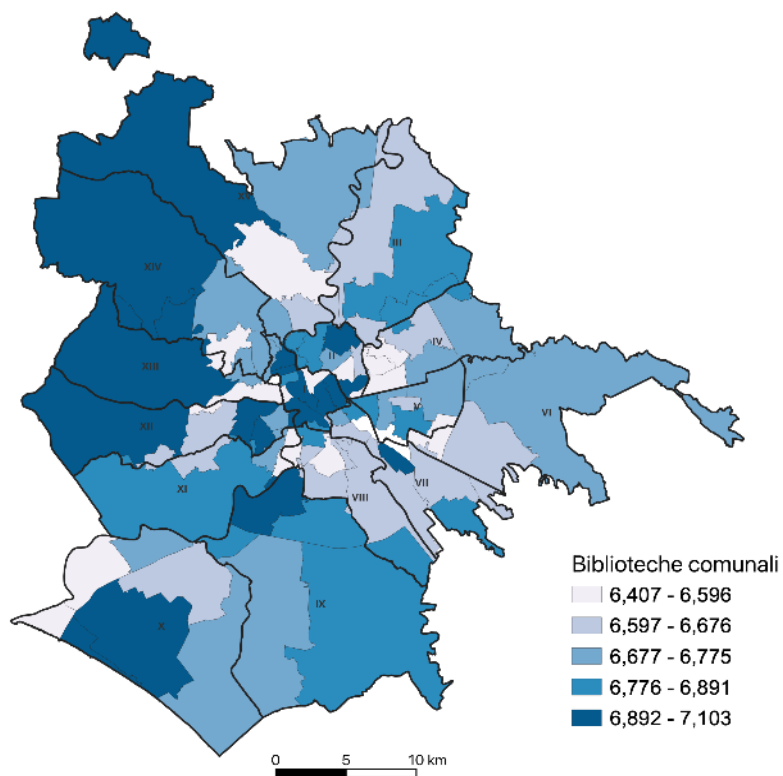 XV
III
XIV
II
IV
XIII
V
VI
XII
VII
XI
VIII
IX
X
Biblioteche comunali
6,407 - 6,596
6,597 - 6,676
6,677 - 6,775
6,776 - 6,891
6,892 - 7,103
0 5 10 km